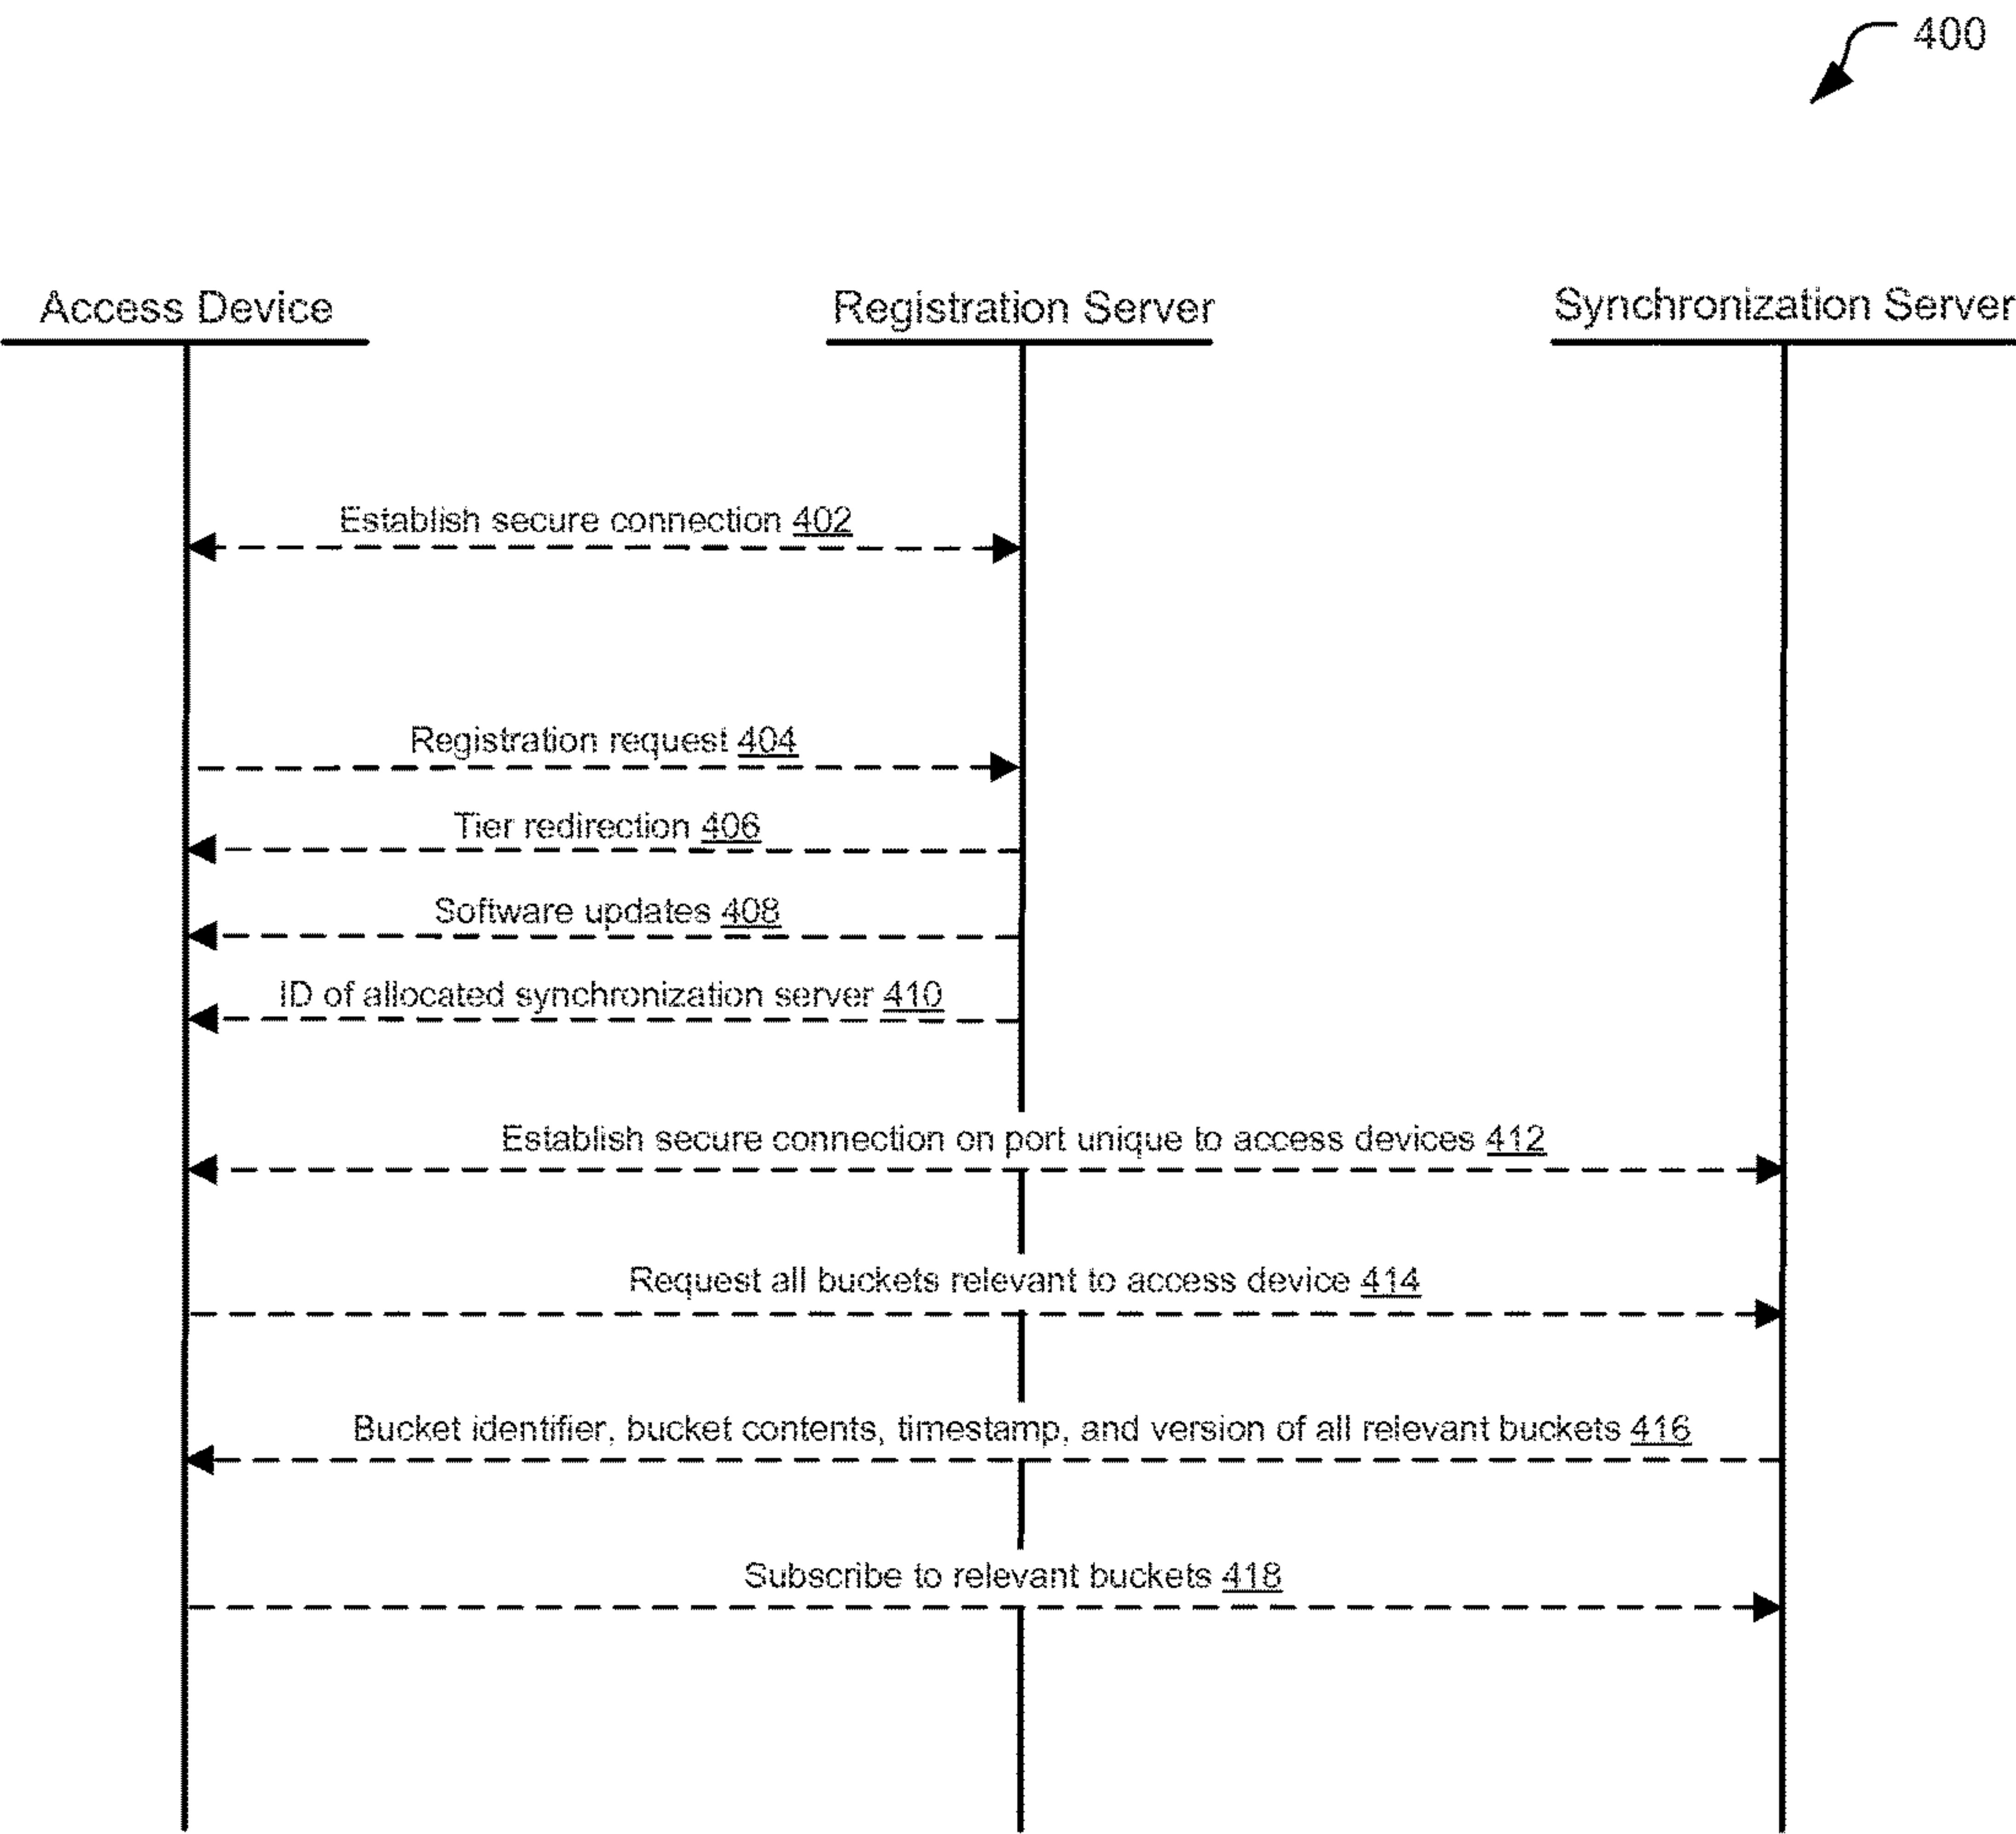 400
Access Device
Registration Server
Synchronization Server
Establish secure connection 402
Registration request 404
Tier redirection 406
Software updates 408
ID of allocated synchronization server 410
Establish secure connection on port unique to access devices 412
Request all buckets relevant to access device 414
Bucket identifier, bucket contents, timestamp, and version of all relevant buckets 416
Subscribe to relevant buckets 418